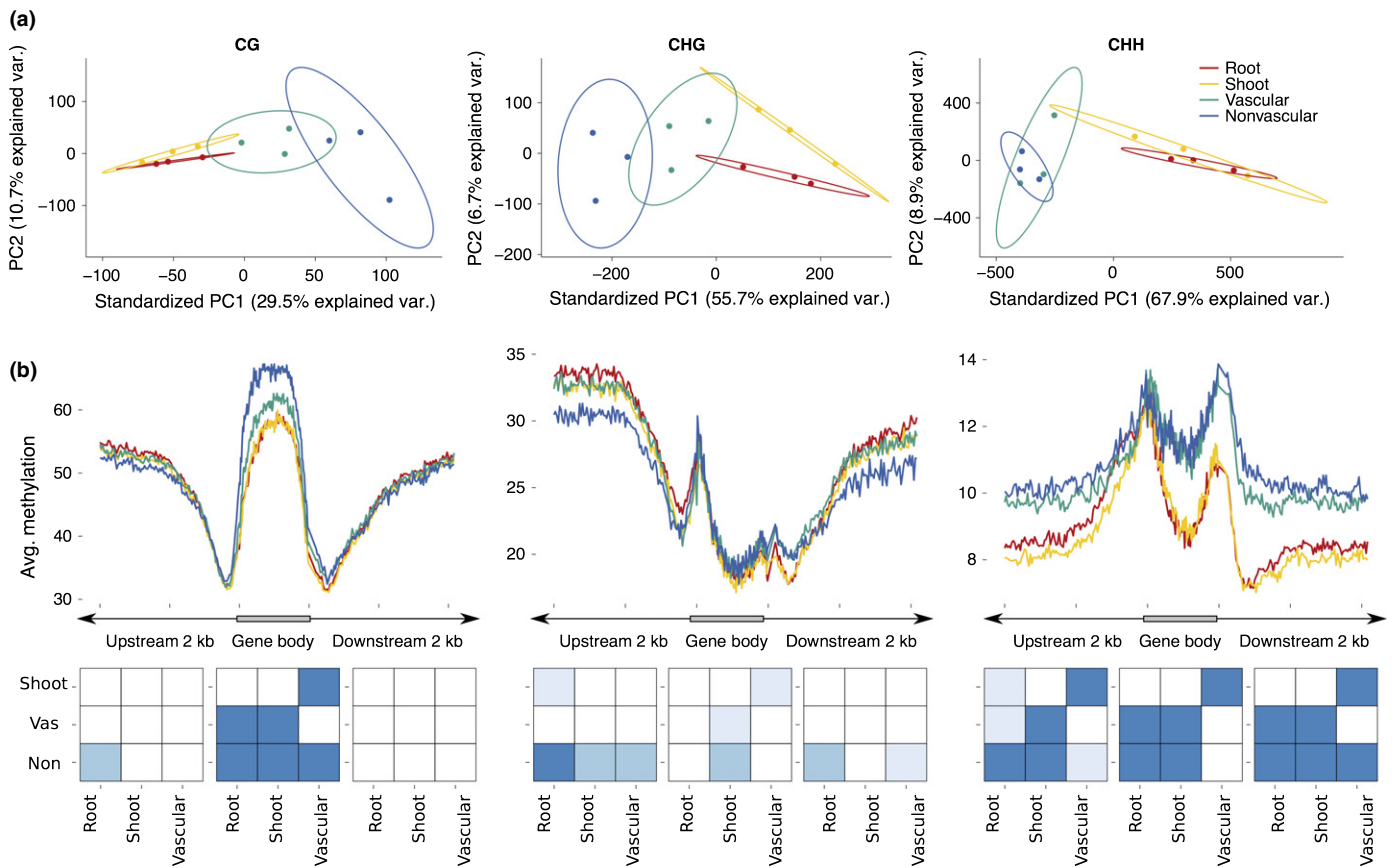 (a)
CG
CHG
CHH
PC2 (10.7% explained var.)
100
0
−100
−100
−50
0
50
100
Standardized PC1 (29.5% explained var.)
PC2 (6.7% explained var.)
100
0
−100
−200
−200
0
200
Standardized PC1 (55.7% explained var.)
PC2 (8.9% explained var.)
400
0
−400
−500
0
500
Standardized PC1 (67.9% explained var.)
Root
Shoot
Vascular
Nonvascular
(b)
Avg. methylation
60
50
40
30
Upstream 2 kb
Gene body
Downstream 2 kb
35
30
25
20
Upstream 2 kb
Gene body
Downstream 2 kb
14
12
10
8
Upstream 2 kb
Gene body
Downstream 2 kb
Shoot
Vas
Non
Root
Shoot
Vascular
Root
Shoot
Vascular
Root
Shoot
Vascular
Root
Shoot
Vascular
Root
Shoot
Vascular
Root
Shoot
Vascular
Root
Shoot
Vascular
Root
Shoot
Vascular
Root
Shoot
Vascular